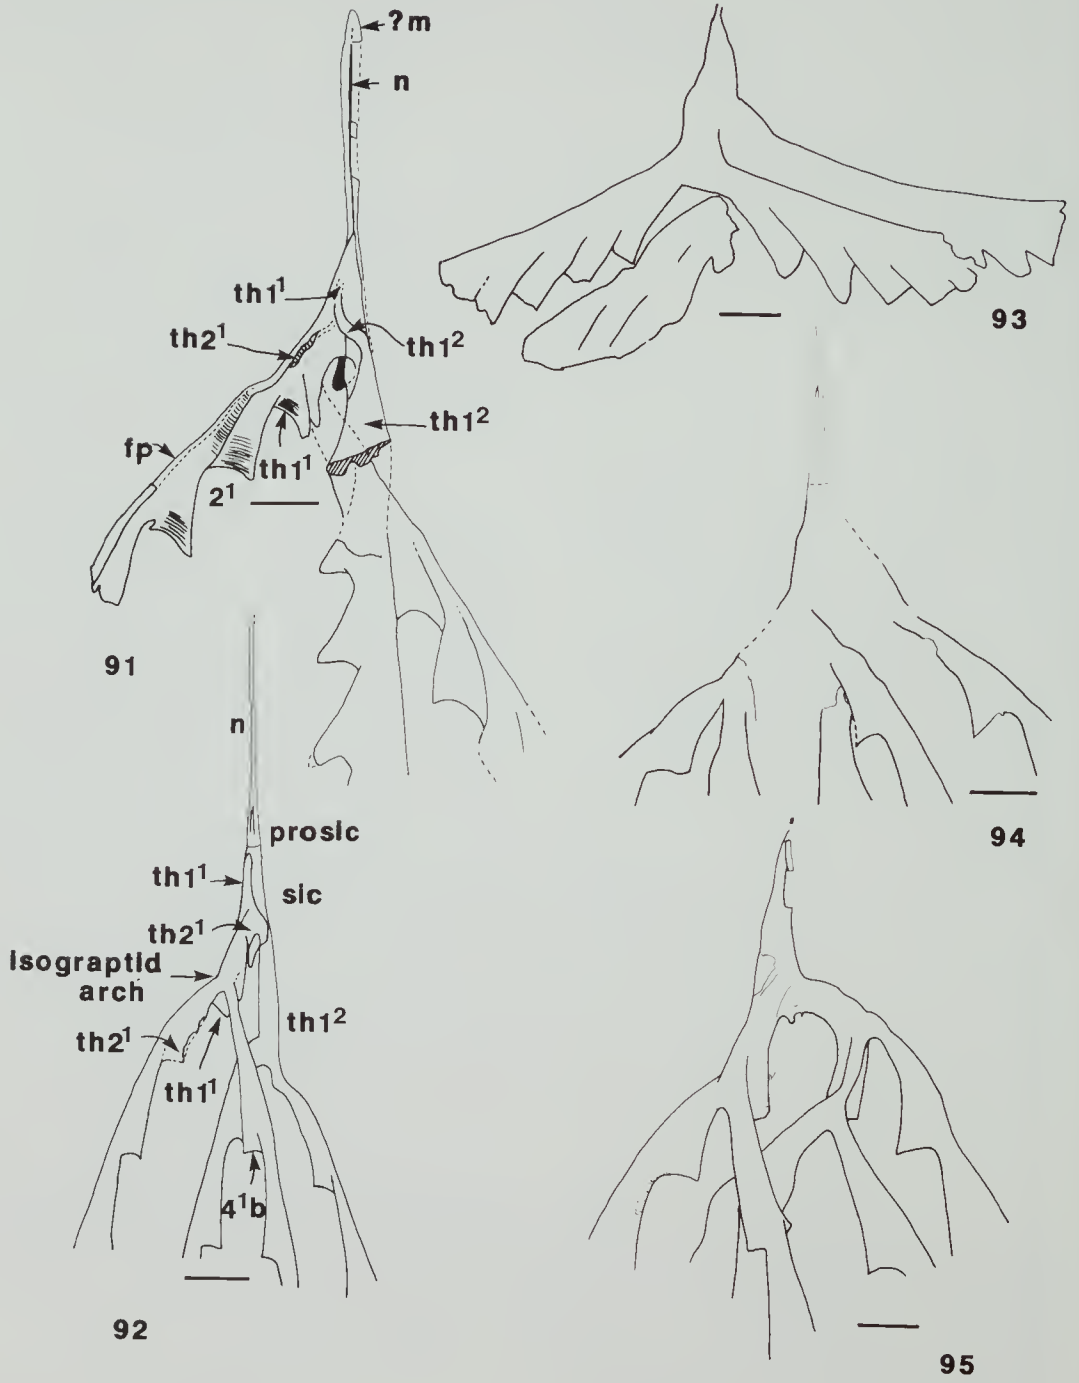 ?m
n
th1¹
th2¹
th1²
th1²
fp
th1¹
2¹
91
93
n
prosic
th1¹
sic
th2¹
isograptid
arch
th1²
th2¹
th1¹
4¹b
92
94
95